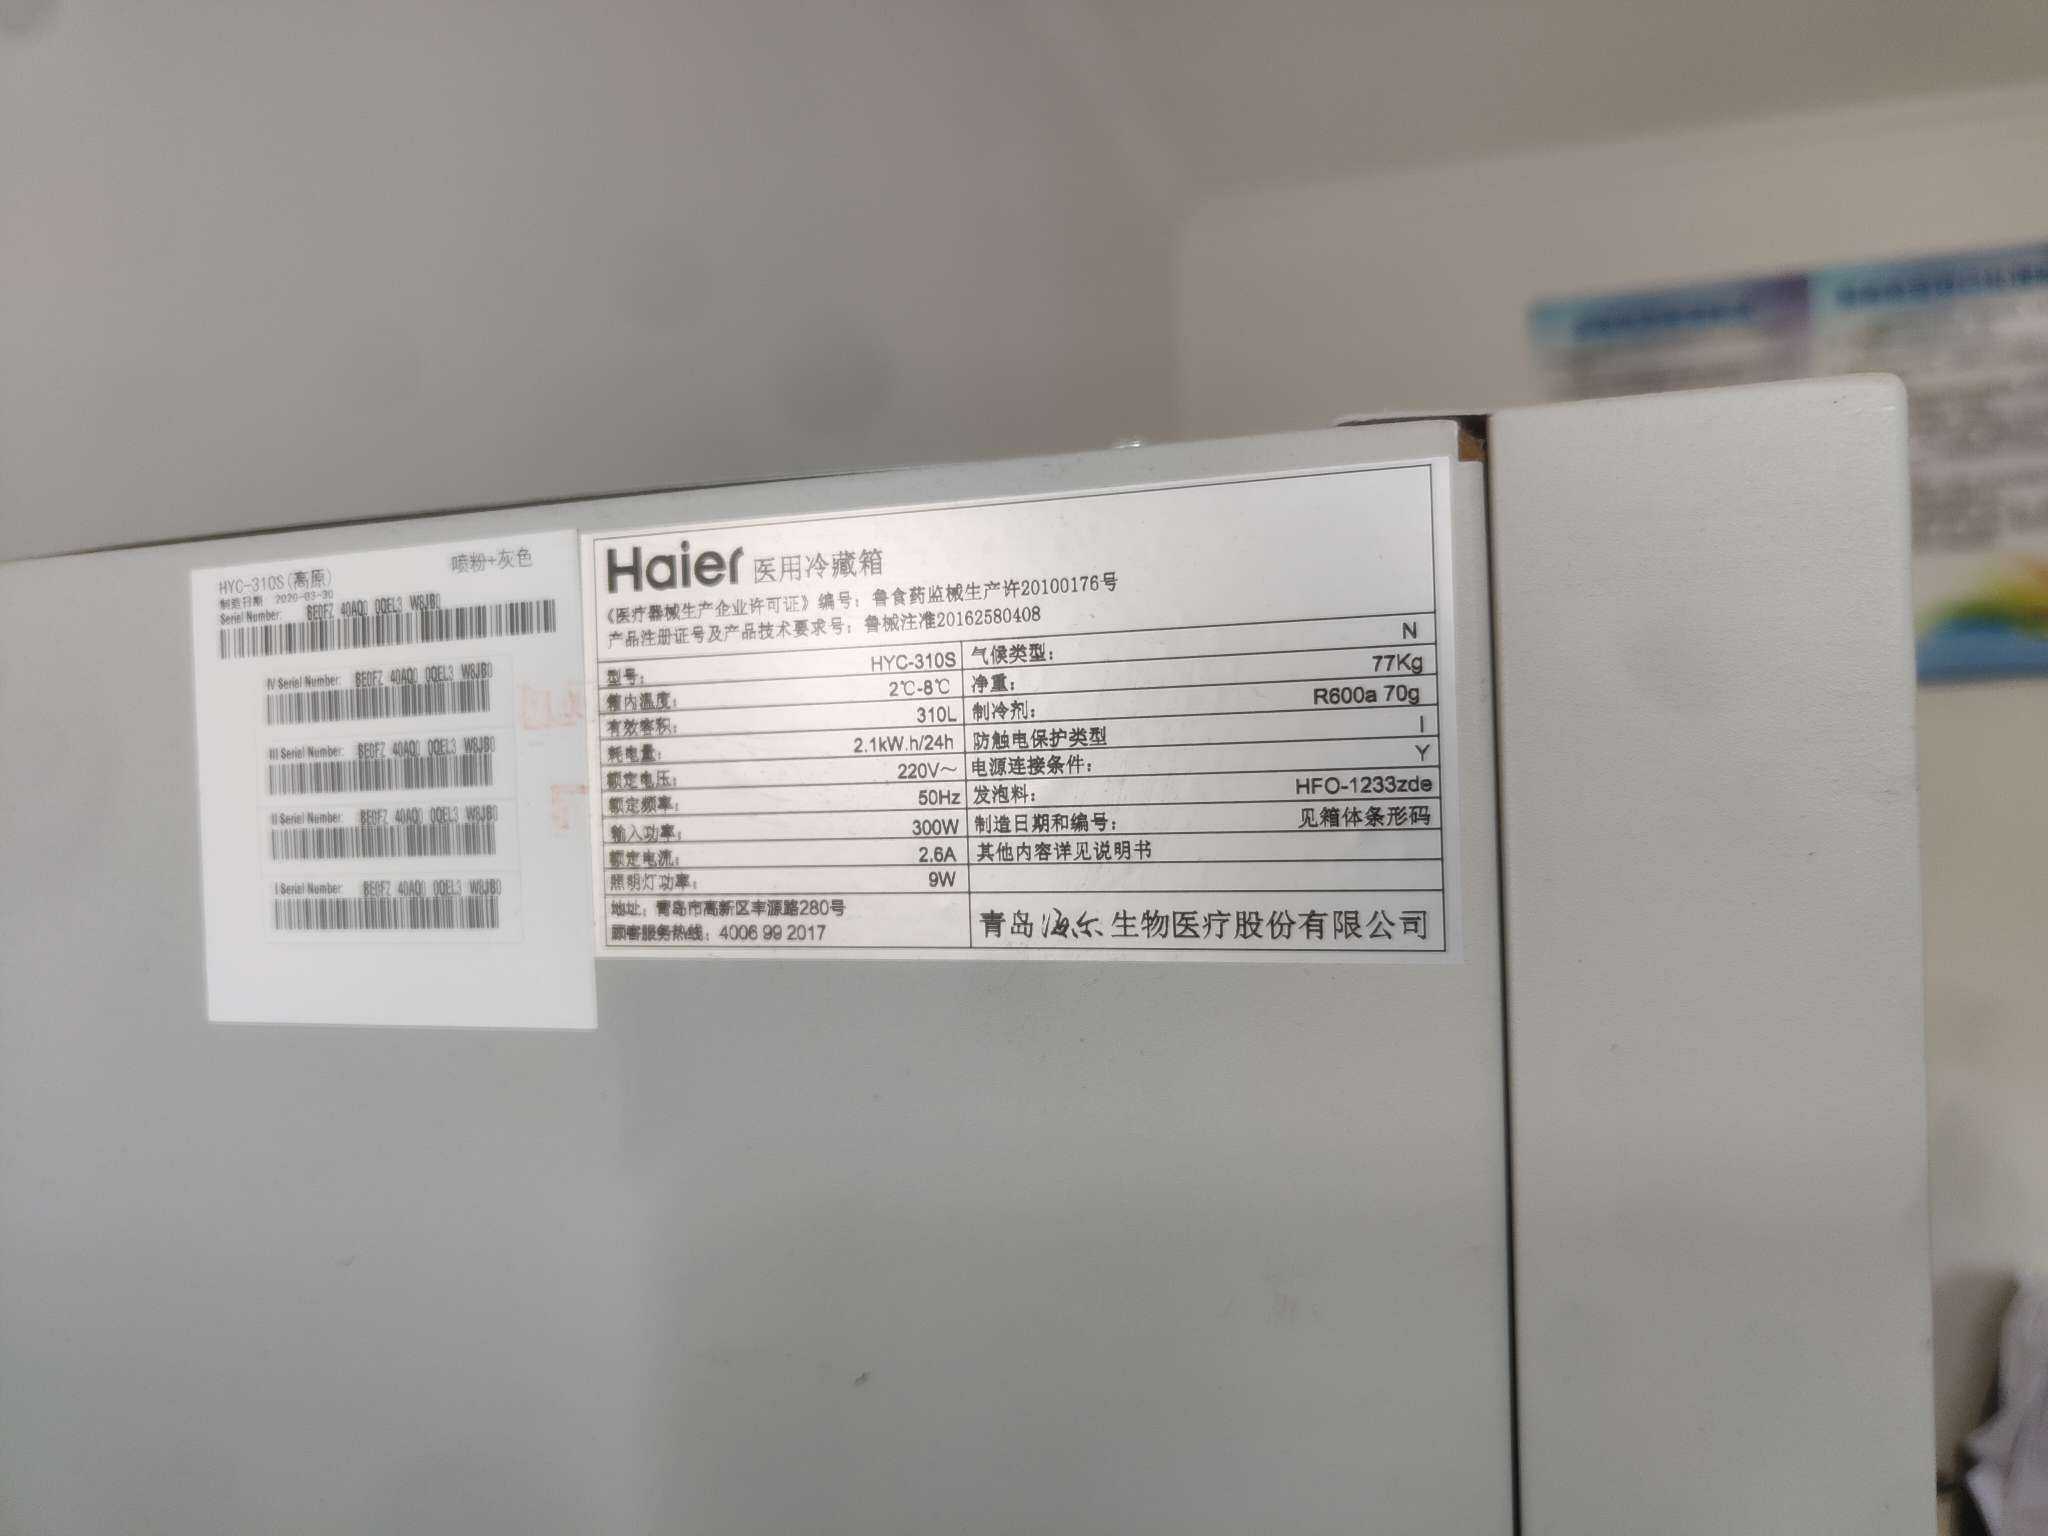 HYC-310S(高原)
喷粉+灰色
制造日期 2020-03-30
Serial Number: BE0FZ 40AQ0 0QEL3 W8JB0
IV Serial Number: BE0FZ 40AQ0 0QEL3 W8JB0
III Serial Number: BE0FZ 40AQ0 0QEL3 W8JB0
II Serial Number: BE0FZ 40AQ0 0QEL3 W8JB0
I Serial Number BE0FZ 40AQ0 0QEL3 W8JB0
Haier 医用冷藏箱
《医疗器械生产企业许可证》编号: 鲁食药监械生产许20100176号
产品注册证号及产品技术要求号: 鲁械注准20162580408
型号: HYC-310S 气候类型: N
箱内温度: 2℃-8℃ 净重: 77Kg
有效容积: 310L 制冷剂: R600a 70g
耗电量: 2.1kW.h/24h 防触电保护类型 I
额定电压: 220V~ 电源连接条件: Y
额定频率: 50Hz 发泡料: HFO-1233zde
输入功率: 300W 制造日期和编号: 见箱体条形码
额定电流: 2.6A 其他内容详见说明书
照明灯功率: 9W
地址: 青岛市高新区丰源路280号
顾客服务热线: 4006 99 2017
青岛海尔生物医疗股份有限公司